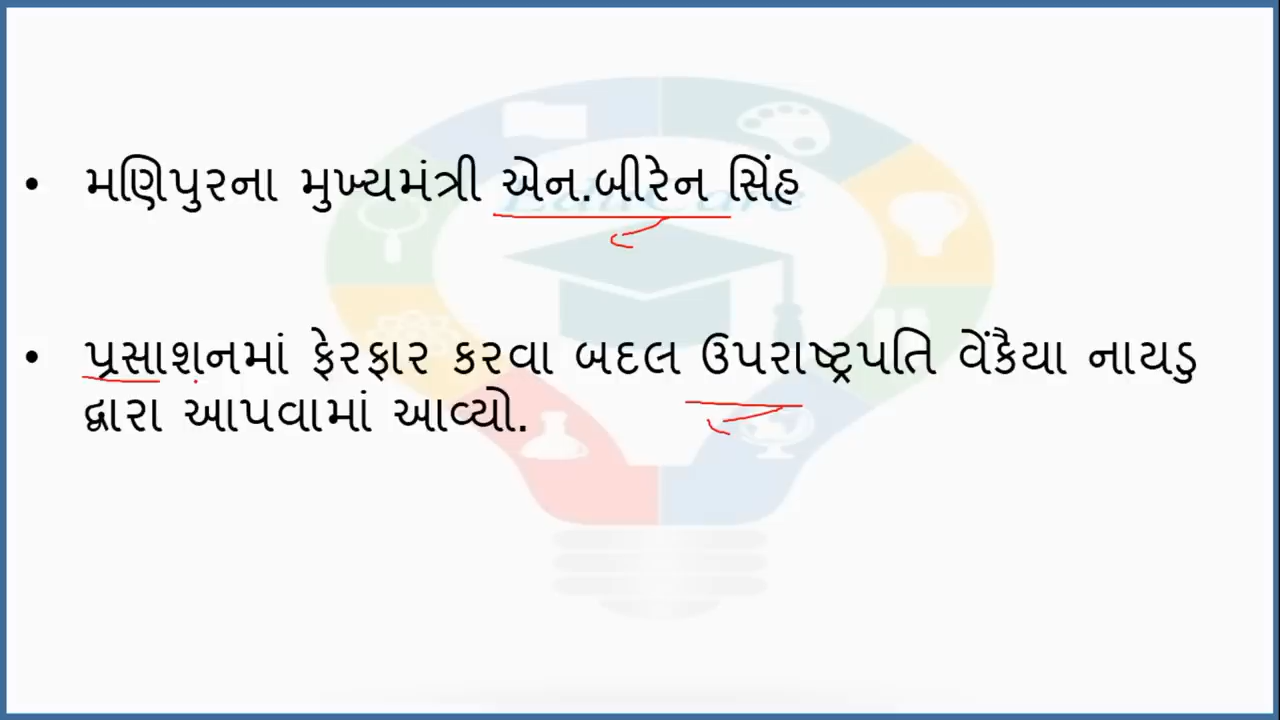 • મણિપુરના મુખ્યમંત્રી એન.બીરેન સિંહ
• પ્રસાશનમાં ફેરફાર કરવા બદલ ઉપરાષ્ટ્રપતિ વેંકૈયા નાયડુ
દ્વારા આપવામાં આવ્યો.